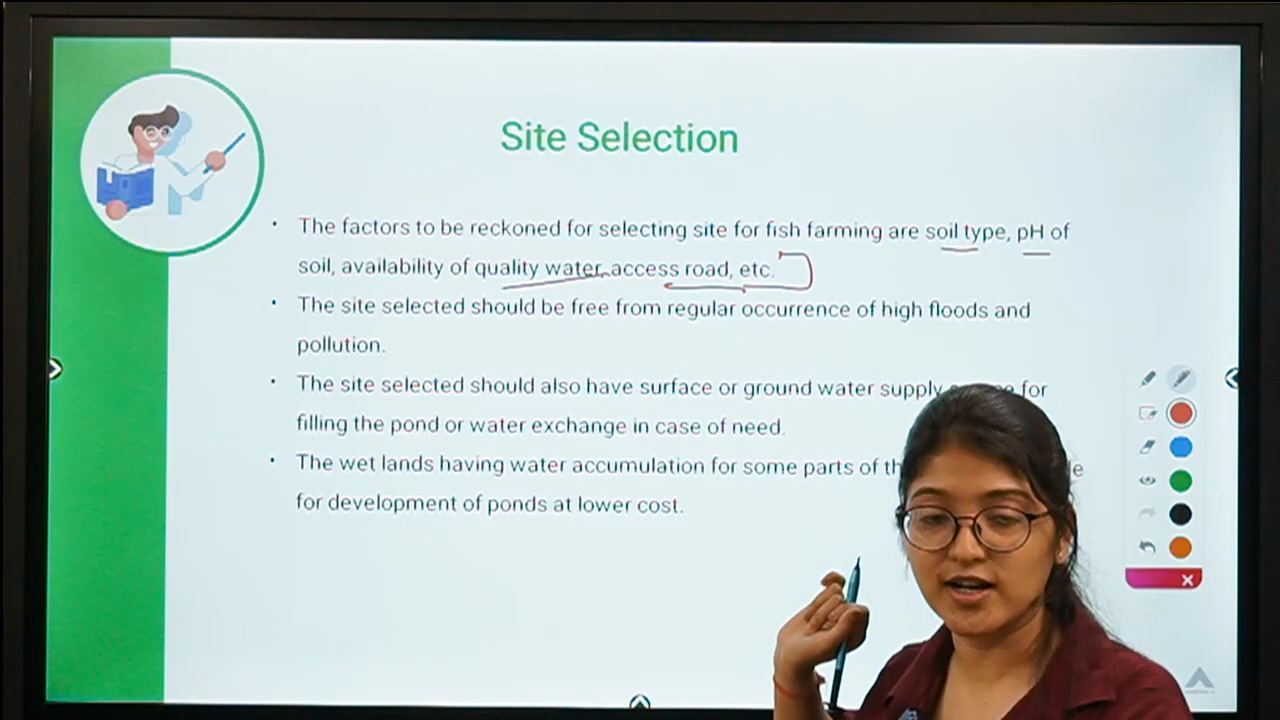 Site Selection
• The factors to be reckoned for selecting site for fish farming are soil type, pH of
soil, availability of quality water, access road, etc.
• The site selected should be free from regular occurrence of high floods and
pollution.
• The site selected should also have surface or ground water supply for
filling the pond or water exchange in case of need.
• The wet lands having water accumulation for some parts of
for development of ponds at lower cost.